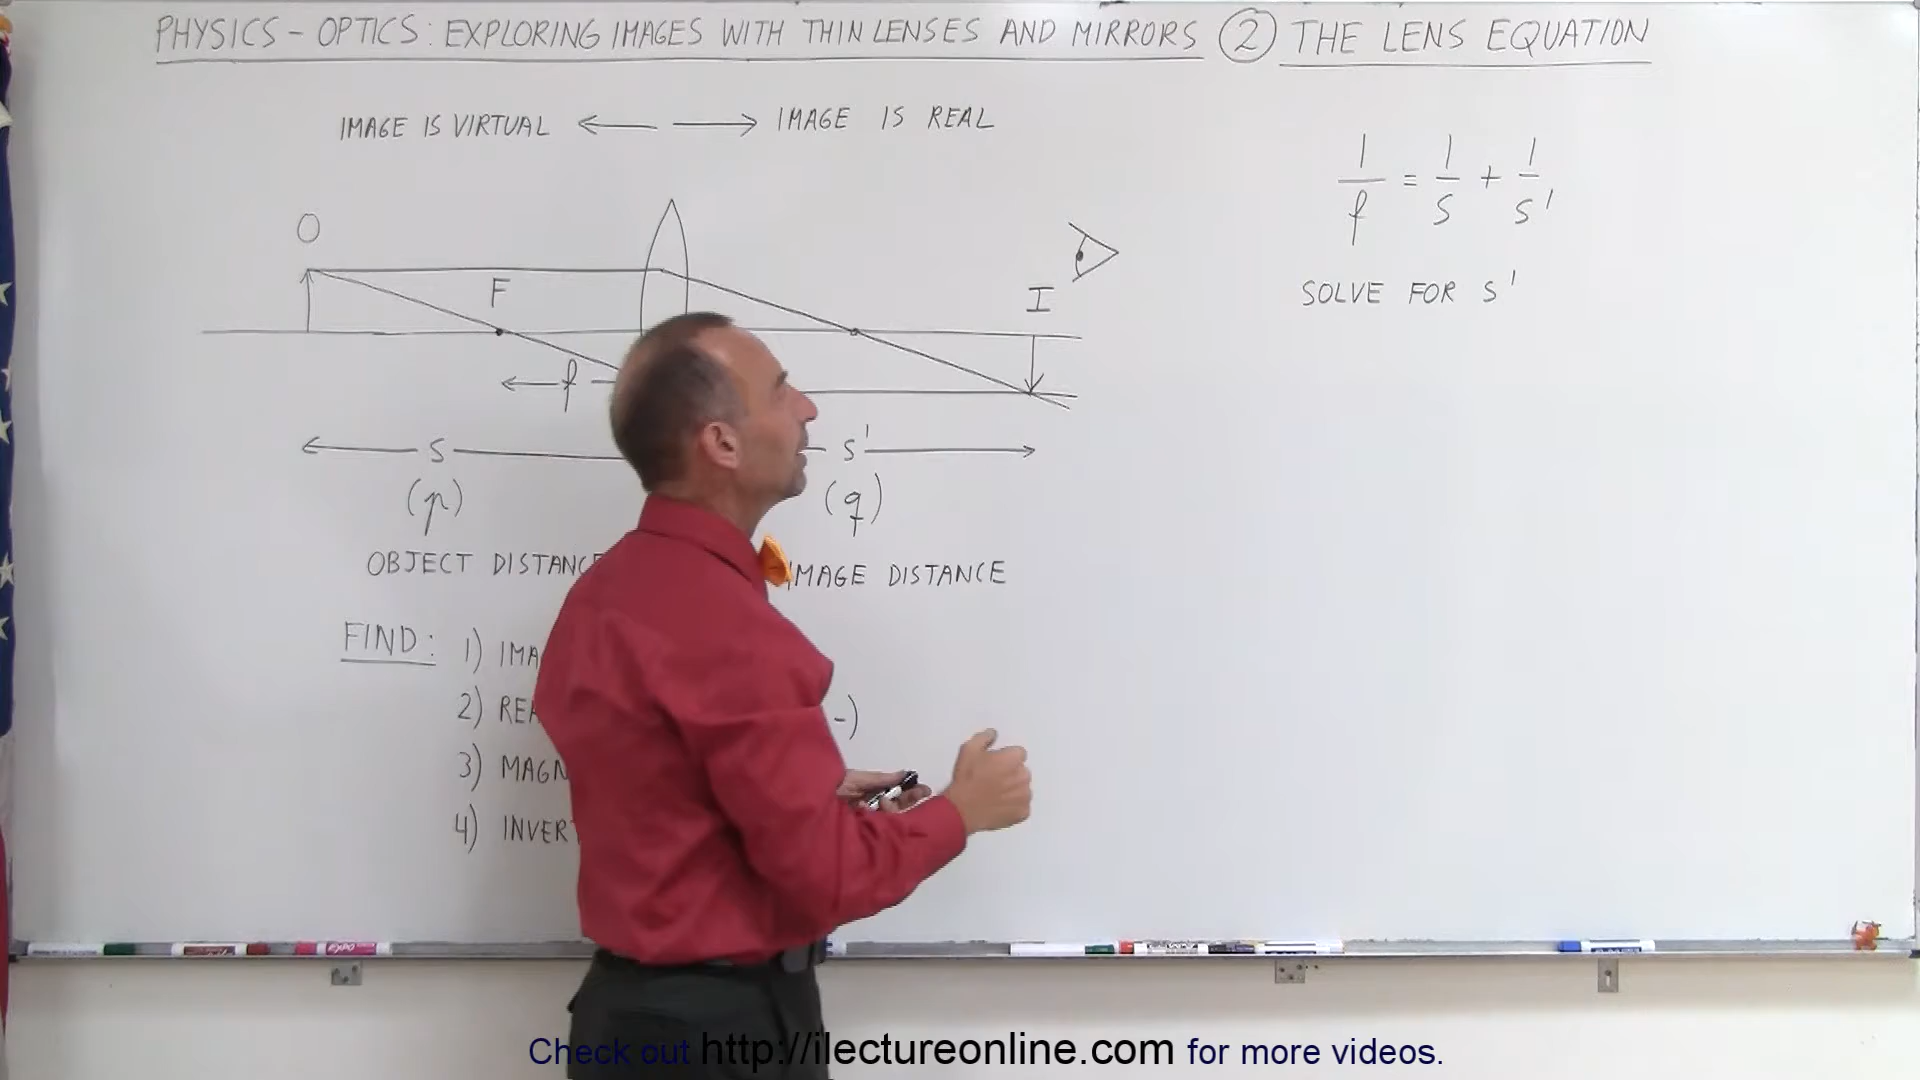 PHYSICS - OPTICS: EXPLORING IMAGES WITH THIN LENSES AND MIRRORS ② THE LENS EQUATION
IMAGE IS VIRTUAL ← → IMAGE IS REAL
O
F
f
I
s
s'
(p)
(q)
OBJECT DISTANC
IMAGE DISTANCE
FIND: 1) IMA
2) REA -)
3) MAGN
4) INVERT
1/f = 1/s + 1/s'
SOLVE FOR s'
Check out http://ilectureonline.com for more videos.